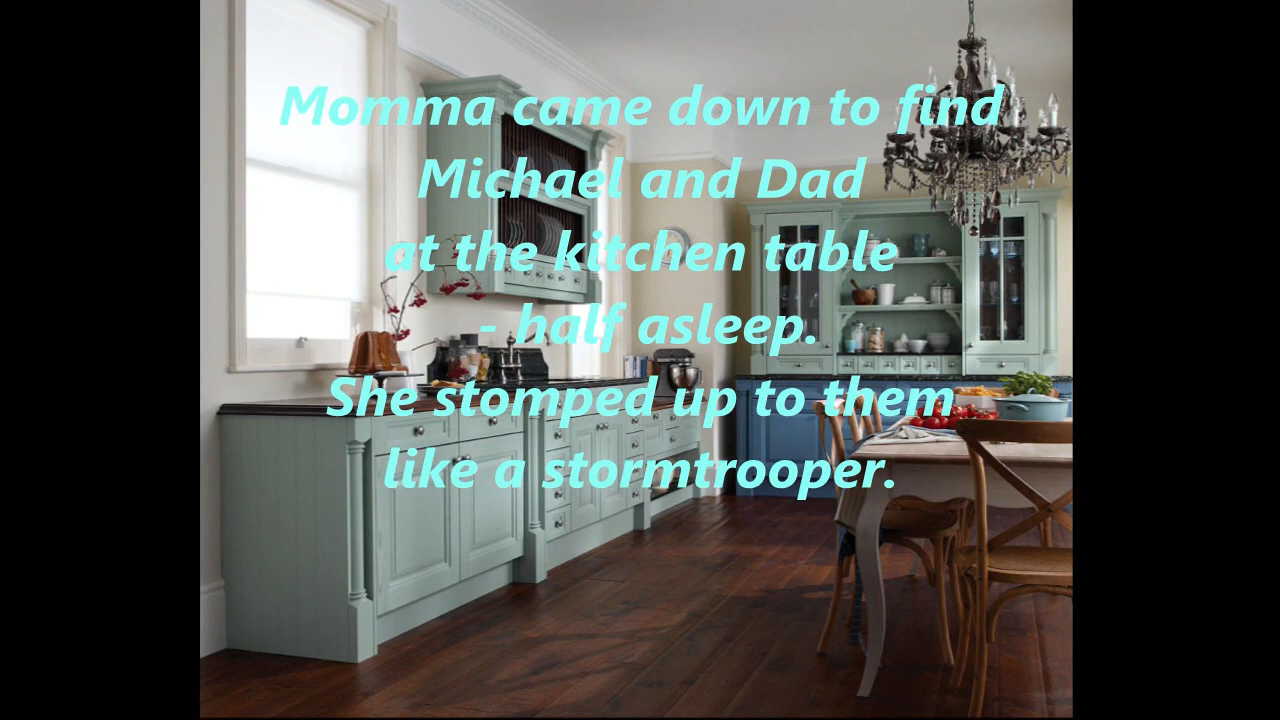 Momma came down to find
Michael and Dad
at the kitchen table
- half asleep.
She stomped up to them
like a stormtrooper.